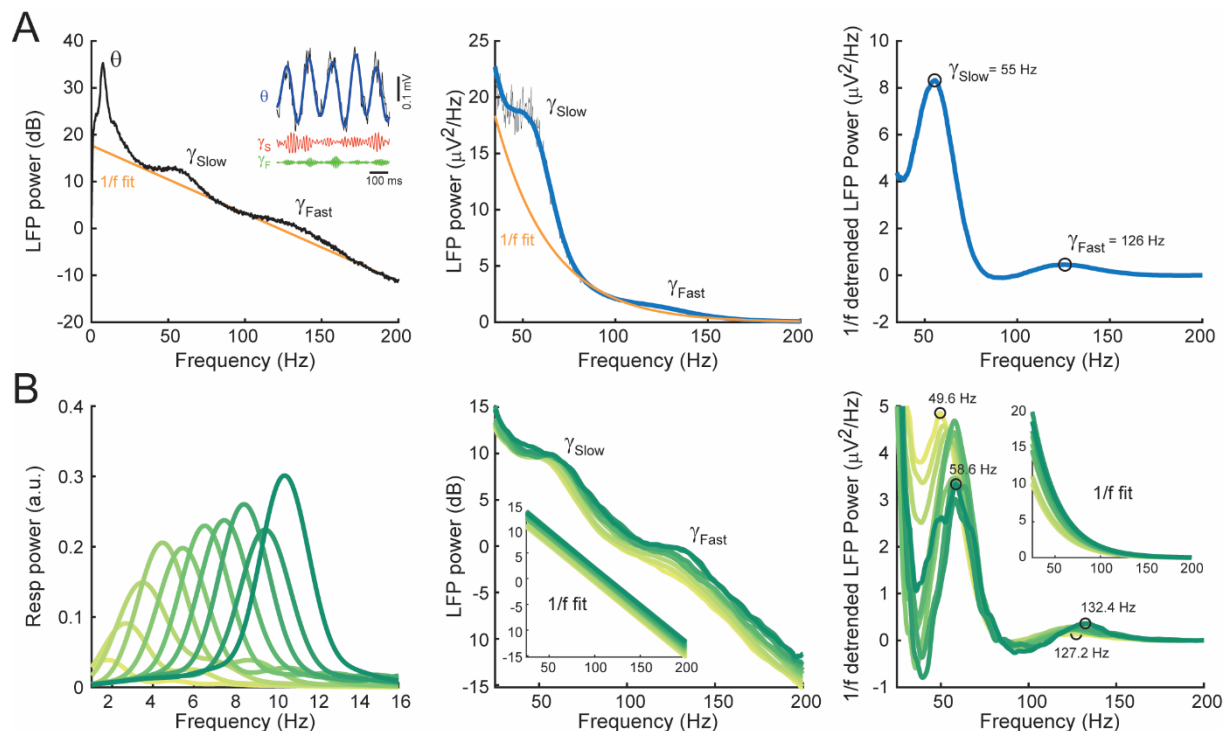 A
LFP power (dB)
40
30
20
10
0
-10
-20
θ
γSlow
γFast
1/f fit
θ
γS
γF
0.1 mV
100 ms
0 50 100 150 200
Frequency (Hz)
LFP power (µV²/Hz)
25
20
15
10
5
0
γSlow
1/f fit
γFast
50 100 150 200
Frequency (Hz)
1/f detrended LFP Power (µV²/Hz)
10
8
6
4
2
0
-2
γSlow = 55 Hz
γFast = 126 Hz
50 100 150 200
Frequency (Hz)
B
Resp power (a.u.)
0.4
0.3
0.2
0.1
0
2 4 6 8 10 12 14 16
Frequency (Hz)
LFP power (dB)
15
10
5
0
-5
15
-15
γSlow
γFast
15
10
5
0
-5
-10
-15
1/f fit
50 100 150 200
50 100 150 200
Frequency (Hz)
1/f detrended LFP Power (µV²/Hz)
5
4
3
2
1
0
-1
49.6 Hz
58.6 Hz
132.4 Hz
127.2 Hz
20
15
10
5
0
1/f fit
50 100 150 200
50 100 150 200
Frequency (Hz)